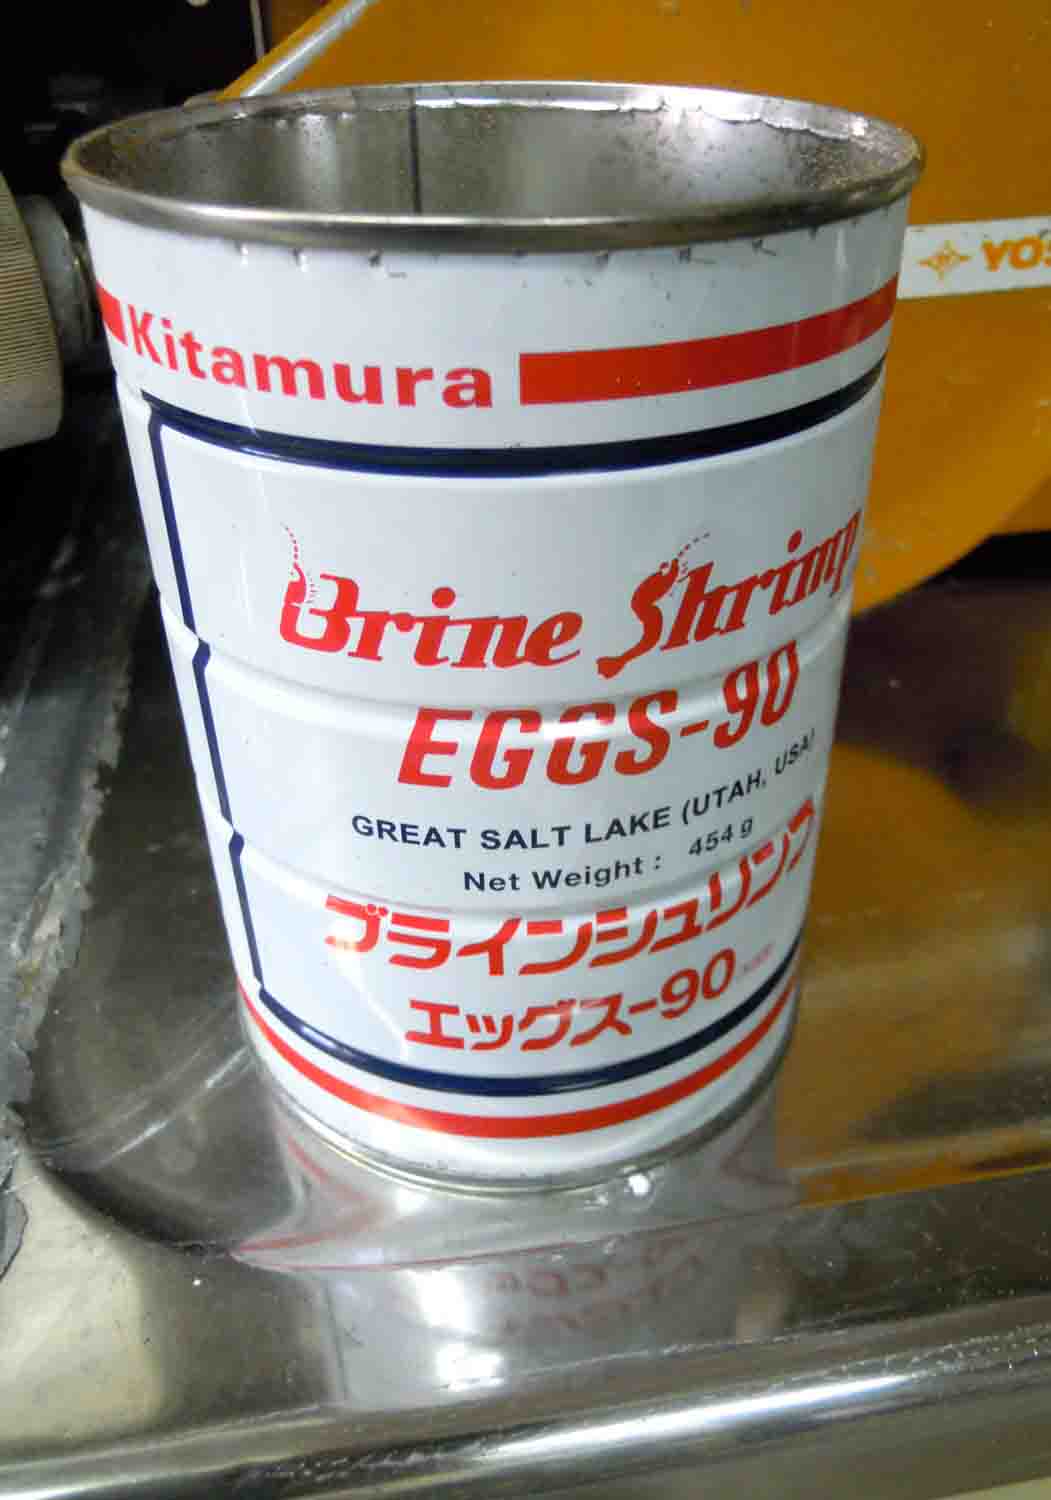 Kitamura
Brine Shrimp
EGGS-90
GREAT SALT LAKE (UTAH, USA)
Net Weight : 454 g
ブラインシュリンプ
エッグス-90
YOS